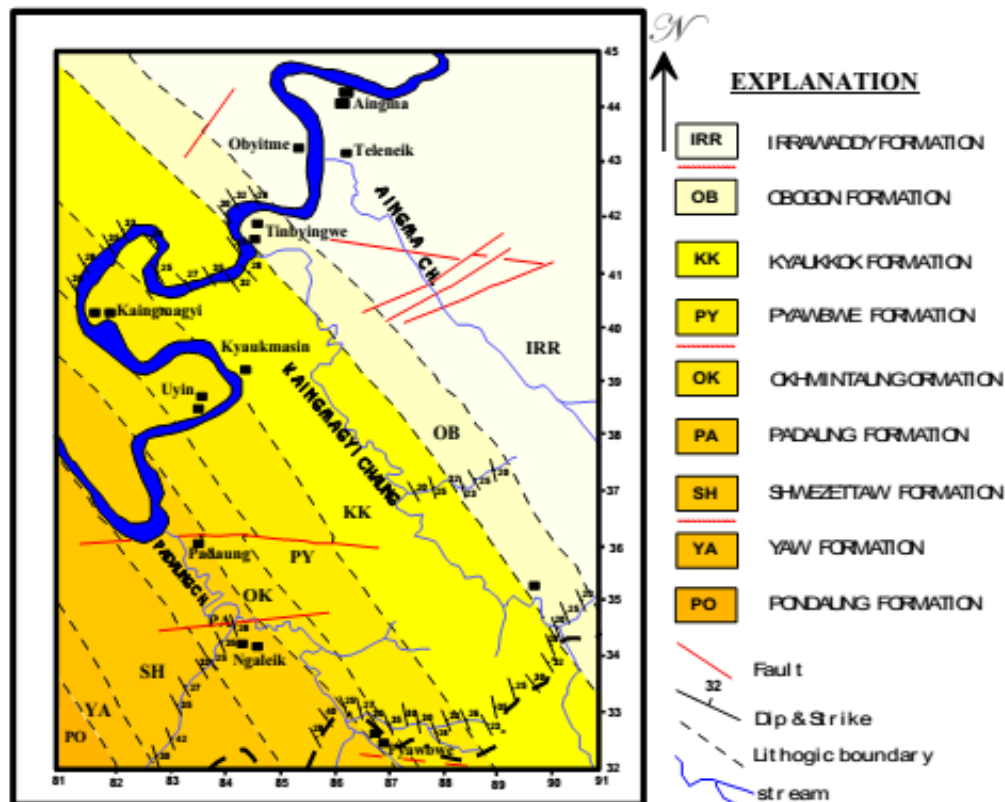 N
EXPLANATION
IRR IRRAWADDY FORMATION
OB OBOGON FORMATION
KK KYAUKKOK FORMATION
PY PYAWBWE FORMATION
OK OKHMINTAUNGORMATION
PA PADAUNG FORMATION
SH SHWEZETTAW FORMATION
YA YAW FORMATION
PO PONDAUNG FORMATION
Fault
32
Dip & Strike
Lithogic boundary
stream
45
44
43
42
41
40
39
38
37
36
35
34
33
32
81 82 83 84 85 86 87 88 89 90 91
Aingma
Obyitme
Teleneik
AINGMA CH.
Tinbyingwe
Kaingmagyi
Kyaukmasin
IRR
Uyin
KAINGMAGYI CHAUNG
OB
KK
PADAUNG CH.
Padaung
PY
OK
PA
Ngaleik
SH
YA
PO
Pyawbwe